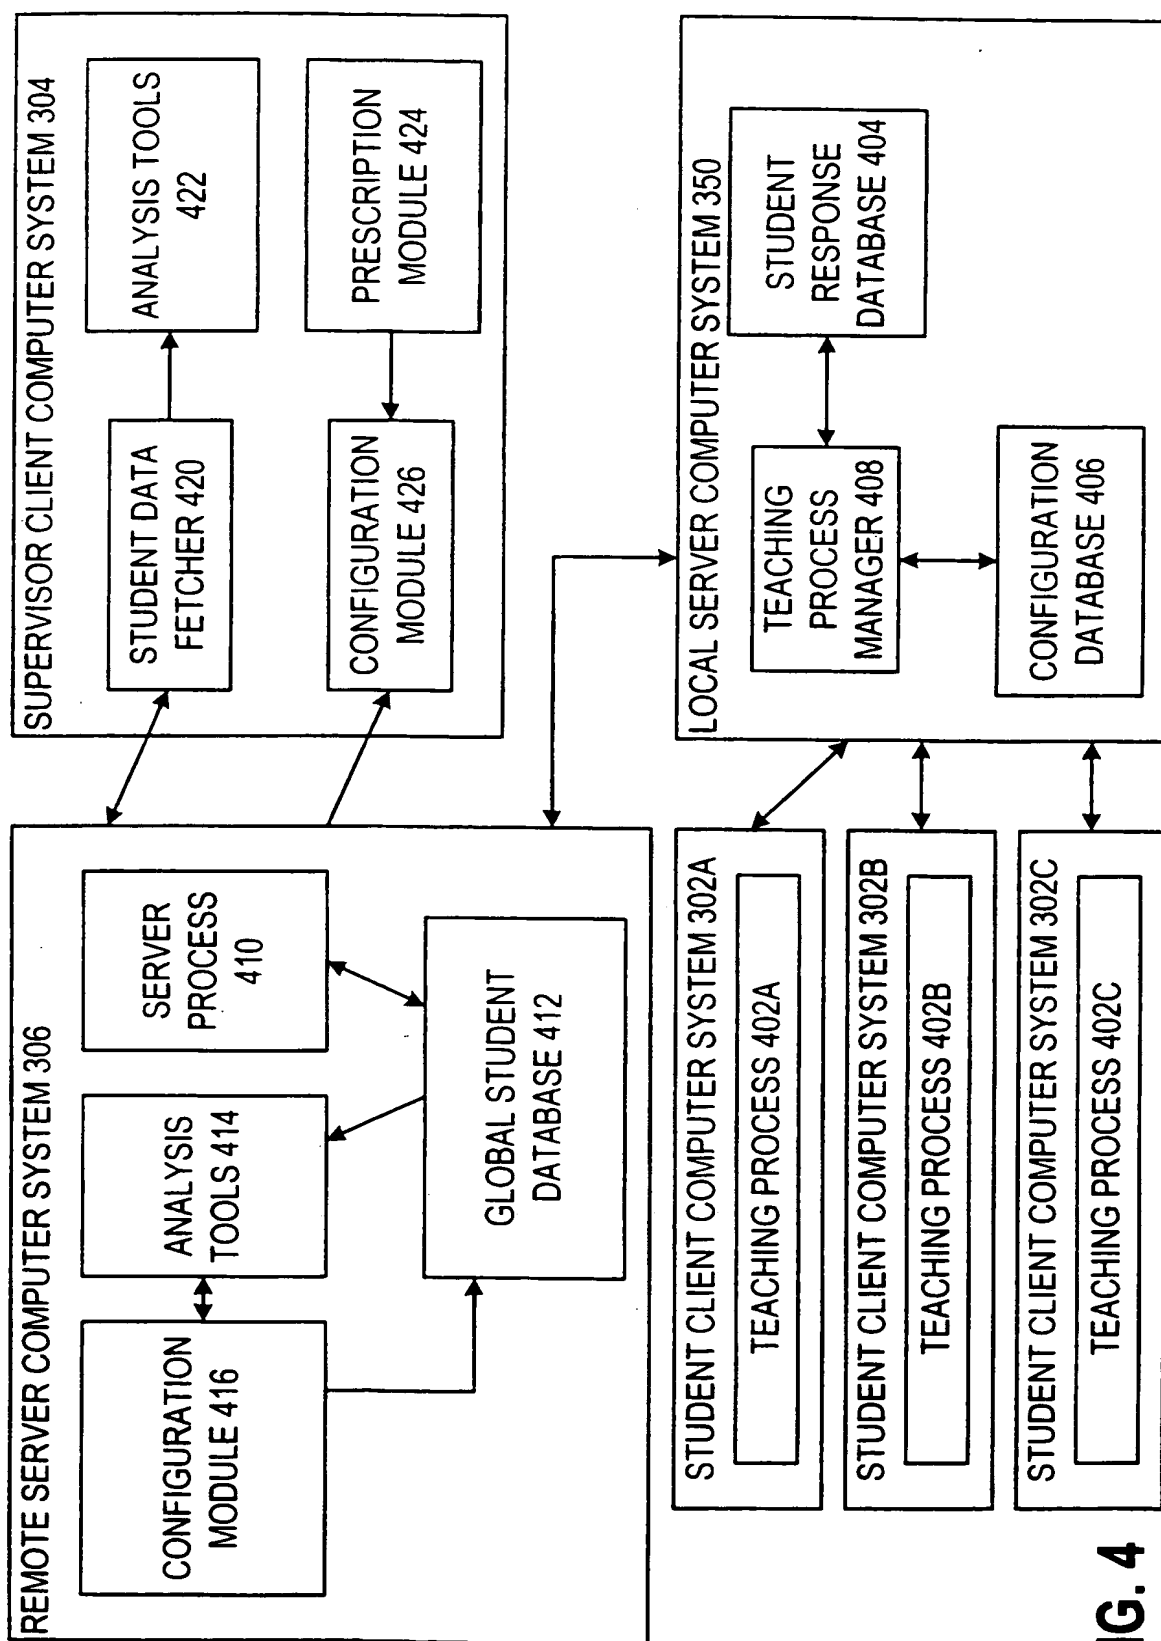 REMOTE SERVER COMPUTER SYSTEM 306
CONFIGURATION
MODULE 416
ANALYSIS
TOOLS 414
SERVER
PROCESS
410
GLOBAL STUDENT
DATABASE 412
SUPERVISOR CLIENT COMPUTER SYSTEM 304
STUDENT DATA
FETCHER 420
ANALYSIS TOOLS
422
CONFIGURATION
MODULE 426
PRESCRIPTION
MODULE 424
STUDENT CLIENT COMPUTER SYSTEM 302A
TEACHING PROCESS 402A
STUDENT CLIENT COMPUTER SYSTEM 302B
TEACHING PROCESS 402B
STUDENT CLIENT COMPUTER SYSTEM 302C
TEACHING PROCESS 402C
LOCAL SERVER COMPUTER SYSTEM 350
TEACHING
PROCESS
MANAGER 408
STUDENT
RESPONSE
DATABASE 404
CONFIGURATION
DATABASE 406
IG. 4